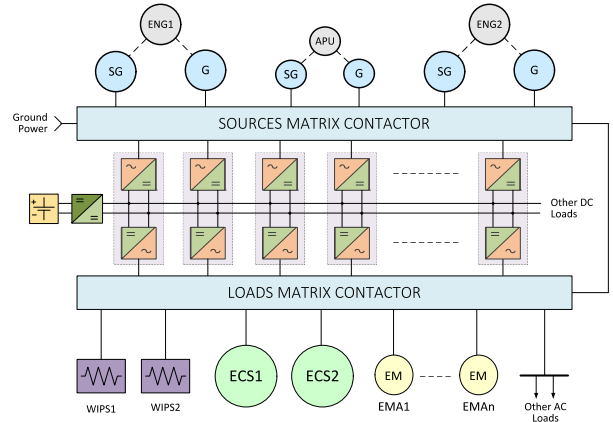 ENG1
APU
ENG2
SG
G
SG
G
SG
G
Ground
Power
SOURCES MATRIX CONTACTOR
Other DC
Loads
LOADS MATRIX CONTACTOR
ECS1
ECS2
EM
EM
WIPS1
WIPS2
EMA1
EMAn
Other AC
Loads